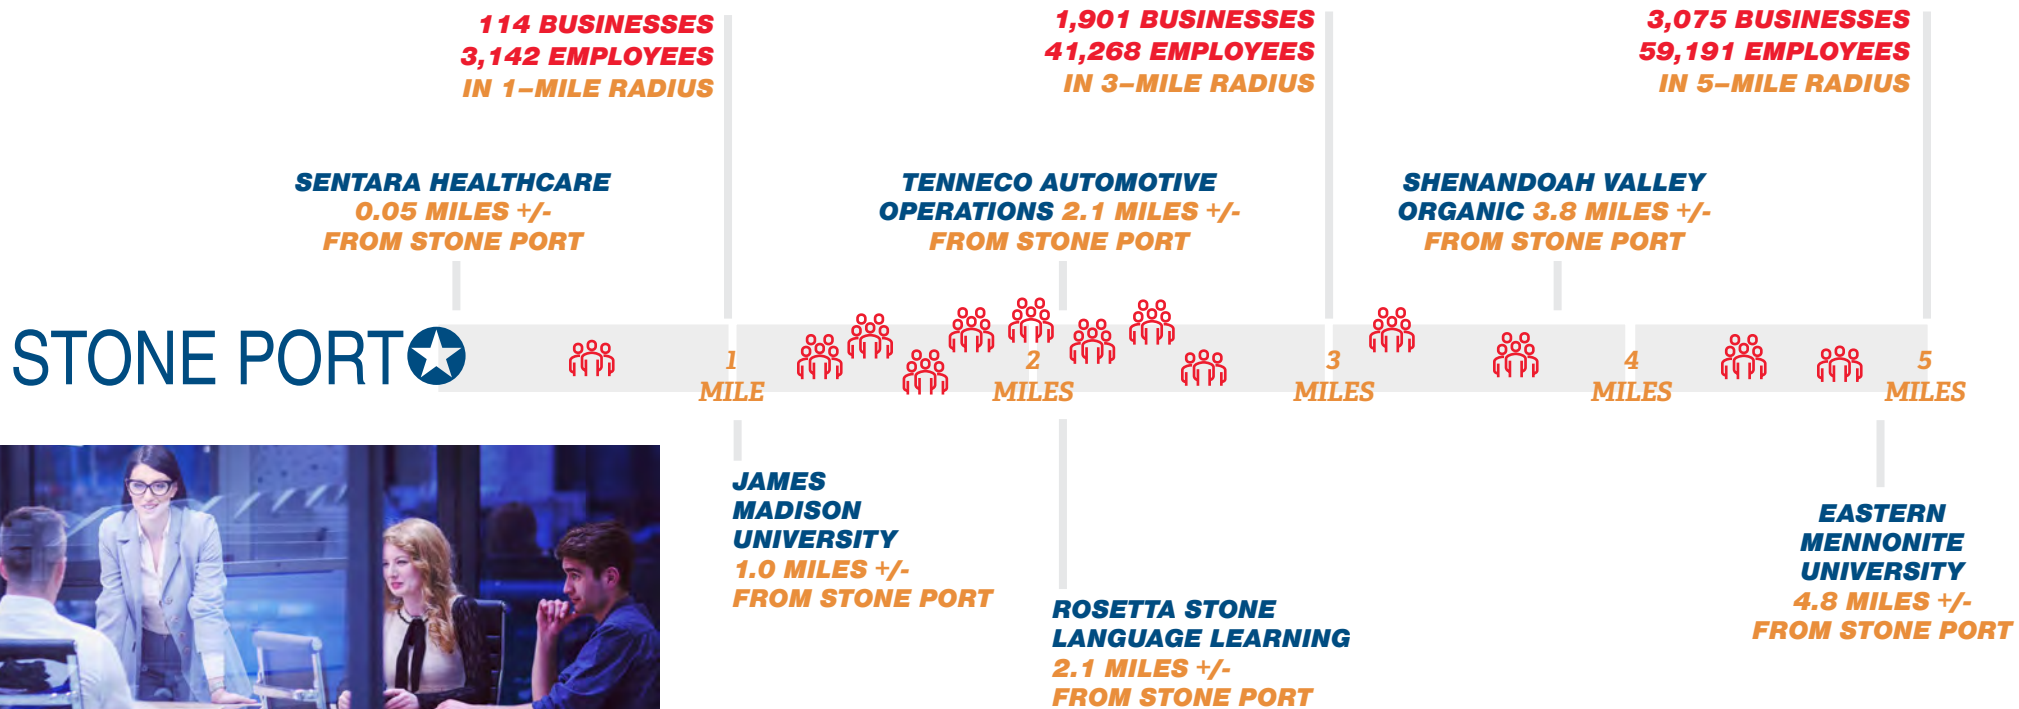 114 BUSINESSES
3,142 EMPLOYEES
IN 1–MILE RADIUS
1,901 BUSINESSES
41,268 EMPLOYEES
IN 3–MILE RADIUS
3,075 BUSINESSES
59,191 EMPLOYEES
IN 5–MILE RADIUS
SENTARA HEALTHCARE
0.05 MILES +/-
FROM STONE PORT
TENNECO AUTOMOTIVE
OPERATIONS 2.1 MILES +/-
FROM STONE PORT
SHENANDOAH VALLEY
ORGANIC 3.8 MILES +/-
FROM STONE PORT
STONE PORT
1
MILE
2
MILES
3
MILES
4
MILES
5
MILES
JAMES
MADISON
UNIVERSITY
1.0 MILES +/-
FROM STONE PORT
ROSETTA STONE
LANGUAGE LEARNING
2.1 MILES +/-
FROM STONE PORT
EASTERN
MENNONITE
UNIVERSITY
4.8 MILES +/-
FROM STONE PORT